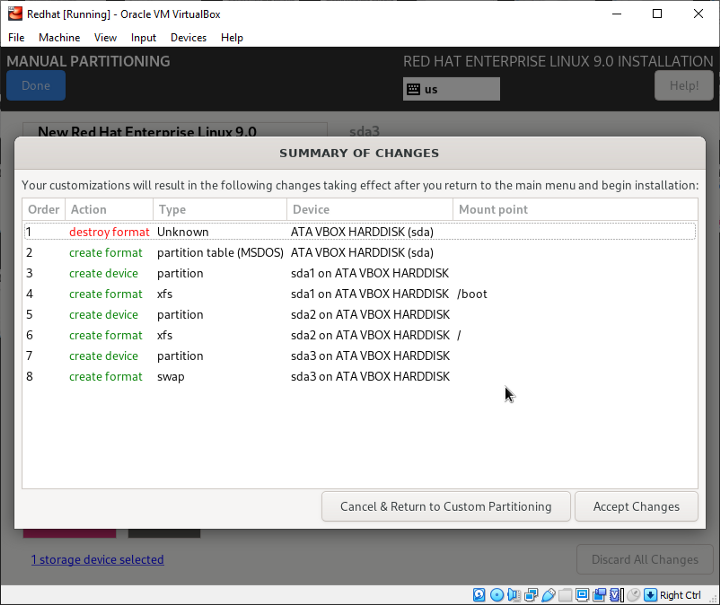 Redhat [Running] - Oracle VM VirtualBox
File Machine View Input Devices Help
MANUAL PARTITIONING RED HAT ENTERPRISE LINUX 9.0 INSTALLATION
Done us Help!
New Red Hat Enterprise Linux 9.0 sda3
SUMMARY OF CHANGES
Your customizations will result in the following changes taking effect after you return to the main menu and begin installation:
Order Action Type Device Mount point
1 destroy format Unknown ATA VBOX HARDDISK (sda)
2 create format partition table (MSDOS) ATA VBOX HARDDISK (sda)
3 create device partition sda1 on ATA VBOX HARDDISK
4 create format xfs sda1 on ATA VBOX HARDDISK /boot
5 create device partition sda2 on ATA VBOX HARDDISK
6 create format xfs sda2 on ATA VBOX HARDDISK /
7 create device partition sda3 on ATA VBOX HARDDISK
8 create format swap sda3 on ATA VBOX HARDDISK
Cancel & Return to Custom Partitioning Accept Changes
1 storage device selected Discard All Changes
Right Ctrl